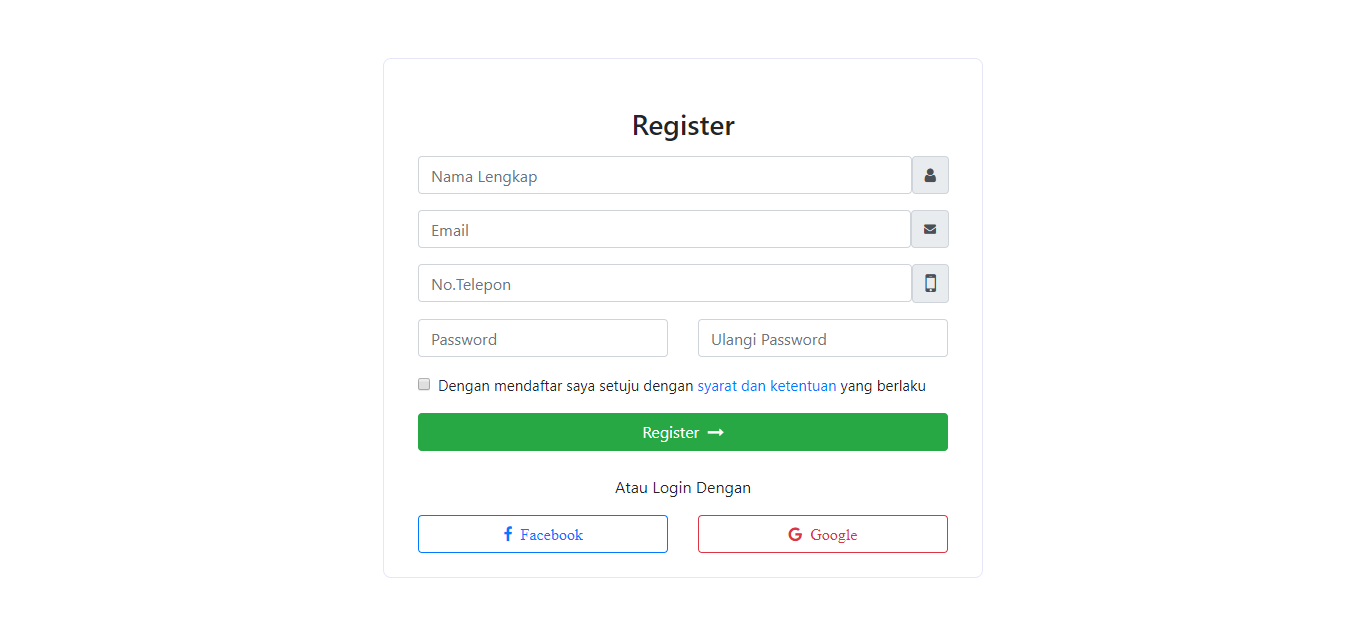 Register
Nama Lengkap
Email
No.Telepon
Password
Ulangi Password
Dengan mendaftar saya setuju dengan syarat dan ketentuan yang berlaku
Register
Atau Login Dengan
Facebook
Google